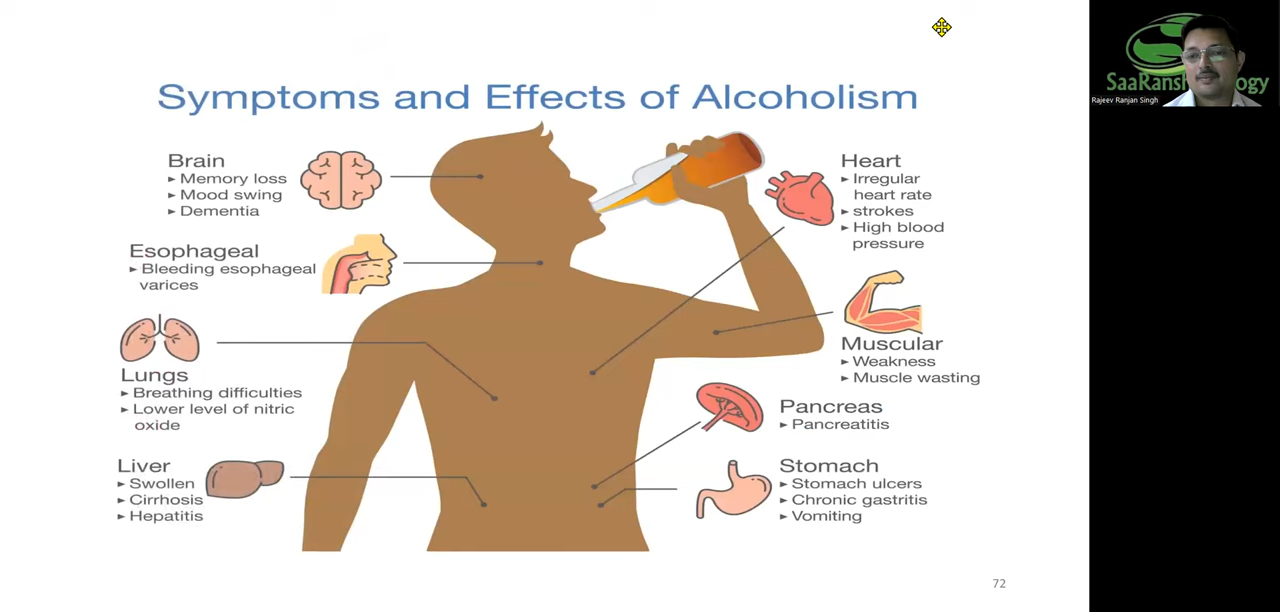 Symptoms and Effects of Alcoholism
Brain
► Memory loss
► Mood swing
► Dementia
Esophageal
► Bleeding esophageal
varices
Lungs
► Breathing difficulties
► Lower level of nitric
oxide
Liver
► Swollen
► Cirrhosis
► Hepatitis
Heart
► Irregular
heart rate
► strokes
► High blood
pressure
Muscular
► Weakness
► Muscle wasting
Pancreas
► Pancreatitis
Stomach
► Stomach ulcers
► Chronic gastritis
► Vomiting
72
SaaRansh ogy
Rajeev Ranjan Singh